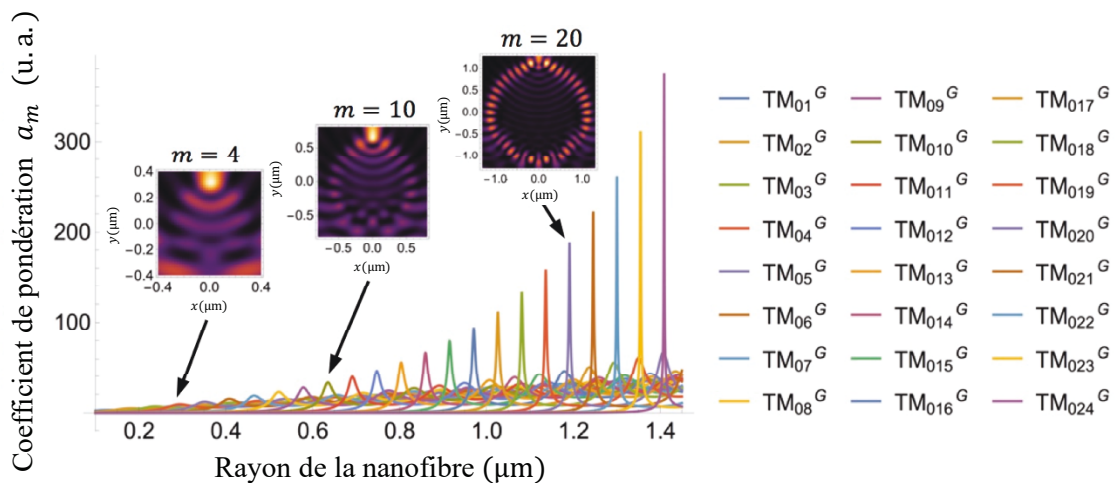 Coefficient de pondération a_m (u. a.)
300
200
100
0.2 0.4 0.6 0.8 1.0 1.2 1.4
Rayon de la nanofibre (μm)
m = 4
y(μm)
0.4
0.2
0.0
−0.2
−0.4
−0.4 0.0 0.4
x(μm)
m = 10
y(μm)
0.5
0.0
−0.5
−0.5 0.0 0.5
x(μm)
m = 20
y(μm)
1.0
0.5
0.0
−0.5
−1.0
−1.0 0.0 1.0
x(μm)
TM01^G TM09^G TM017^G
TM02^G TM010^G TM018^G
TM03^G TM011^G TM019^G
TM04^G TM012^G TM020^G
TM05^G TM013^G TM021^G
TM06^G TM014^G TM022^G
TM07^G TM015^G TM023^G
TM08^G TM016^G TM024^G